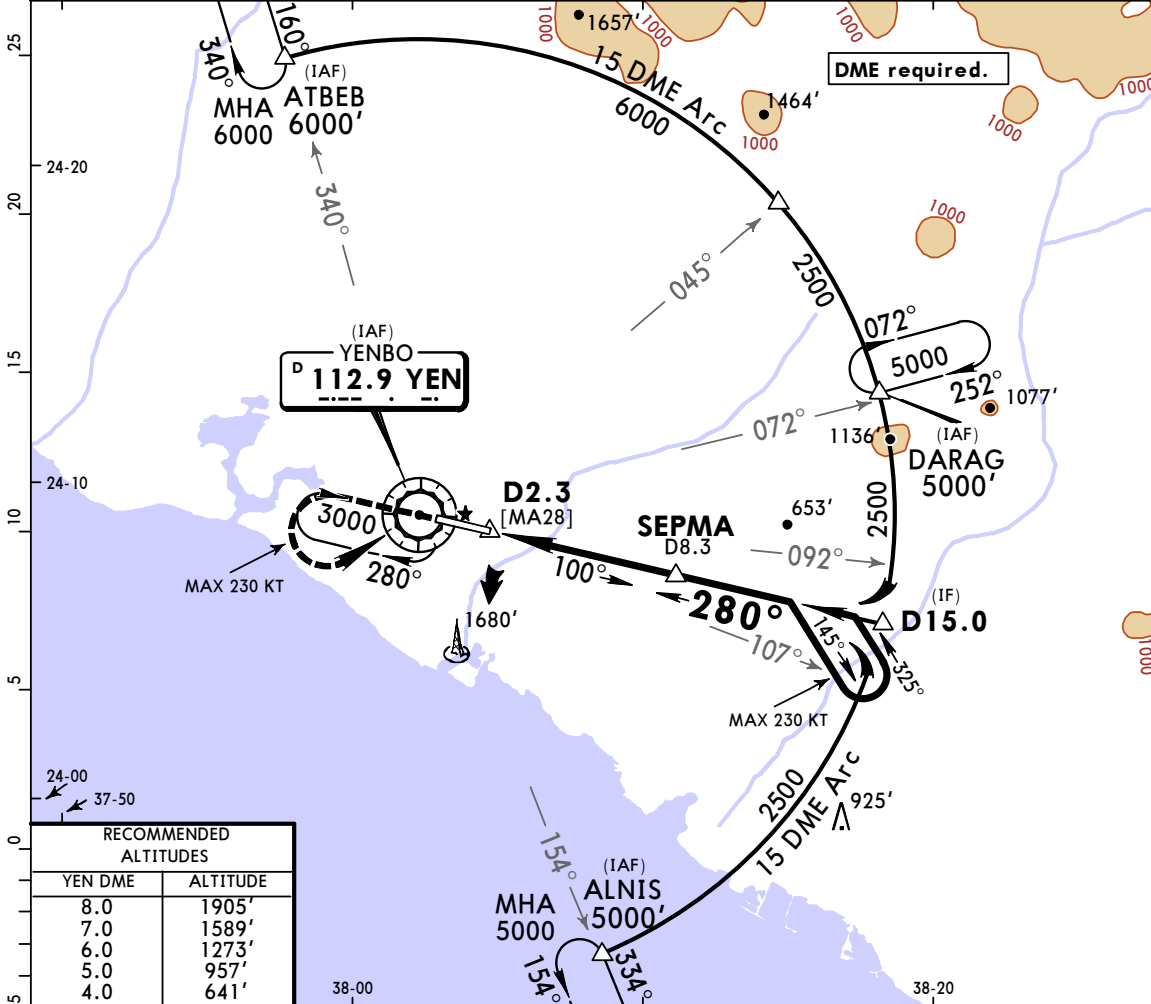 25
20
15
10
5
0
5
1000
1657'
1000
1000
1000
160°
340°
(IAF)
ATBEB
6000'
MHA
6000
15 DME Arc
6000
DME required.
1464'
1000
1000
24-20
340°
045°
1000
2500
072°
5000
252°
1077'
(IAF)
YENBO
D 112.9 YEN
072°
1136'
(IAF)
DARAG
5000'
24-10
D2.3
[MA28]
3000
280°
MAX 230 KT
SEPMA
D8.3
653'
2500
092°
100°
280°
(IF)
D15.0
1680'
107°
145°
325°
1000
MAX 230 KT
24-00
37-50
2500
15 DME Arc
925'
154°
(IAF)
ALNIS
5000'
MHA
5000
154°
334°
RECOMMENDED
ALTITUDES
YEN DME ALTITUDE
8.0 1905'
7.0 1589'
6.0 1273'
5.0 957'
4.0 641'
38-00
38-20